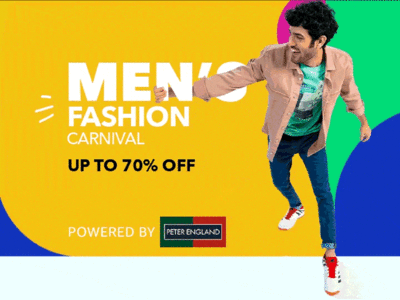 MEN'S
FASHION
CARNIVAL
UP TO 70% OFF
POWERED BY PETER ENGLAND